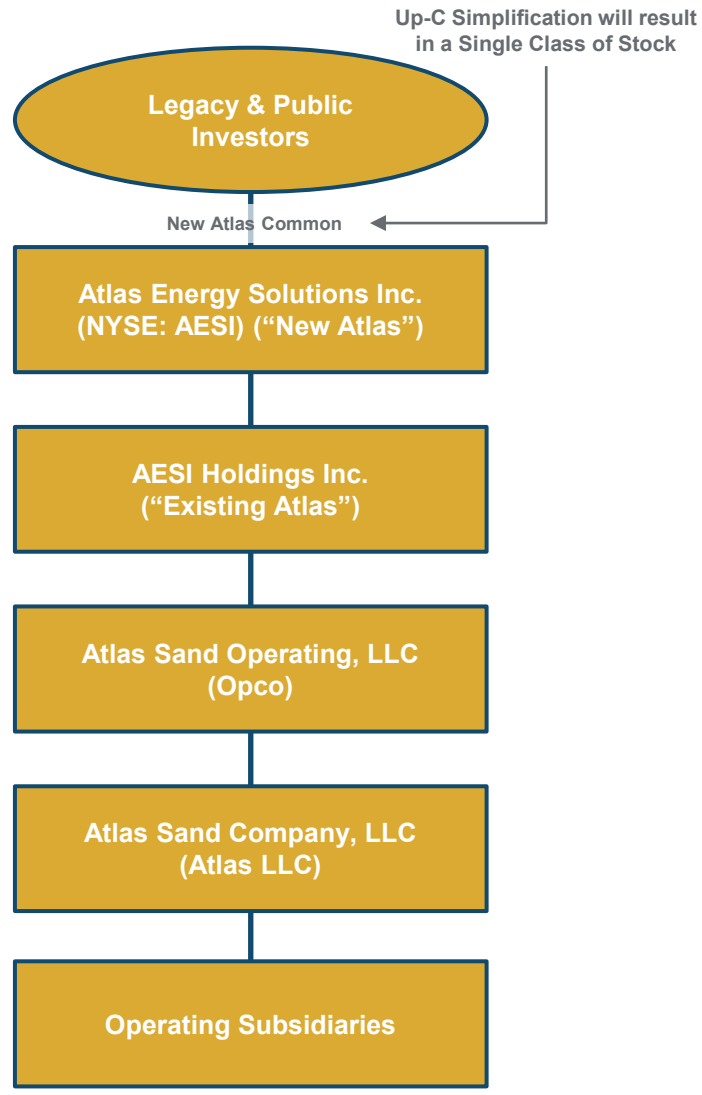 Up-C Simplification will result
in a Single Class of Stock
Legacy & Public
Investors
New Atlas Common
Atlas Energy Solutions Inc.
(NYSE: AESI) (“New Atlas”)
AESI Holdings Inc.
(“Existing Atlas”)
Atlas Sand Operating, LLC
(Opco)
Atlas Sand Company, LLC
(Atlas LLC)
Operating Subsidiaries